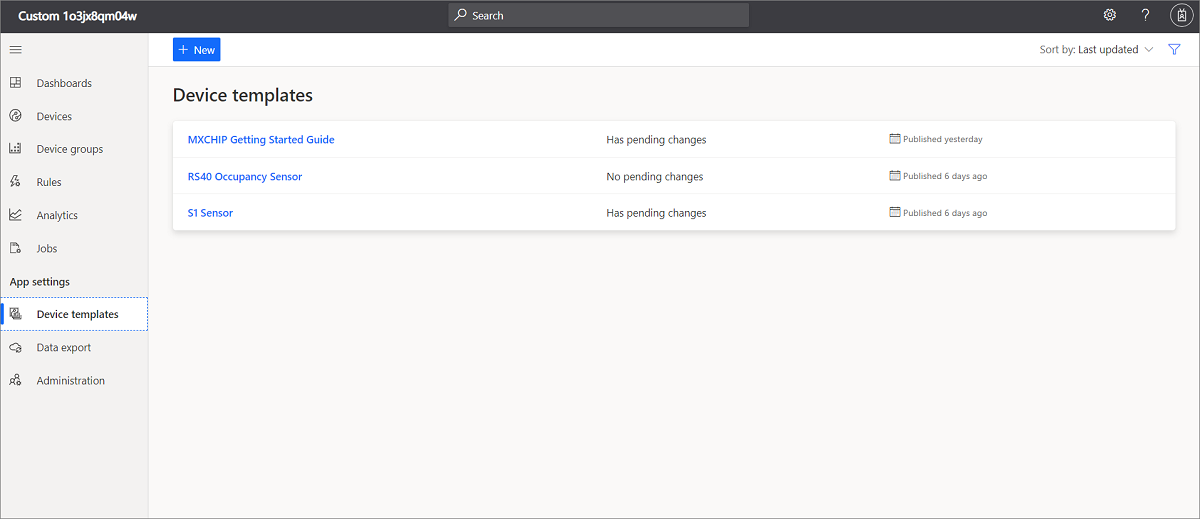 Custom 1o3jx8qm04w
Search
?
+ New
Sort by: Last updated
Dashboards
Devices
Device groups
Rules
Analytics
Jobs
App settings
Device templates
Data export
Administration
Device templates
MXCHIP Getting Started Guide Has pending changes Published yesterday
RS40 Occupancy Sensor No pending changes Published 6 days ago
S1 Sensor Has pending changes Published 6 days ago